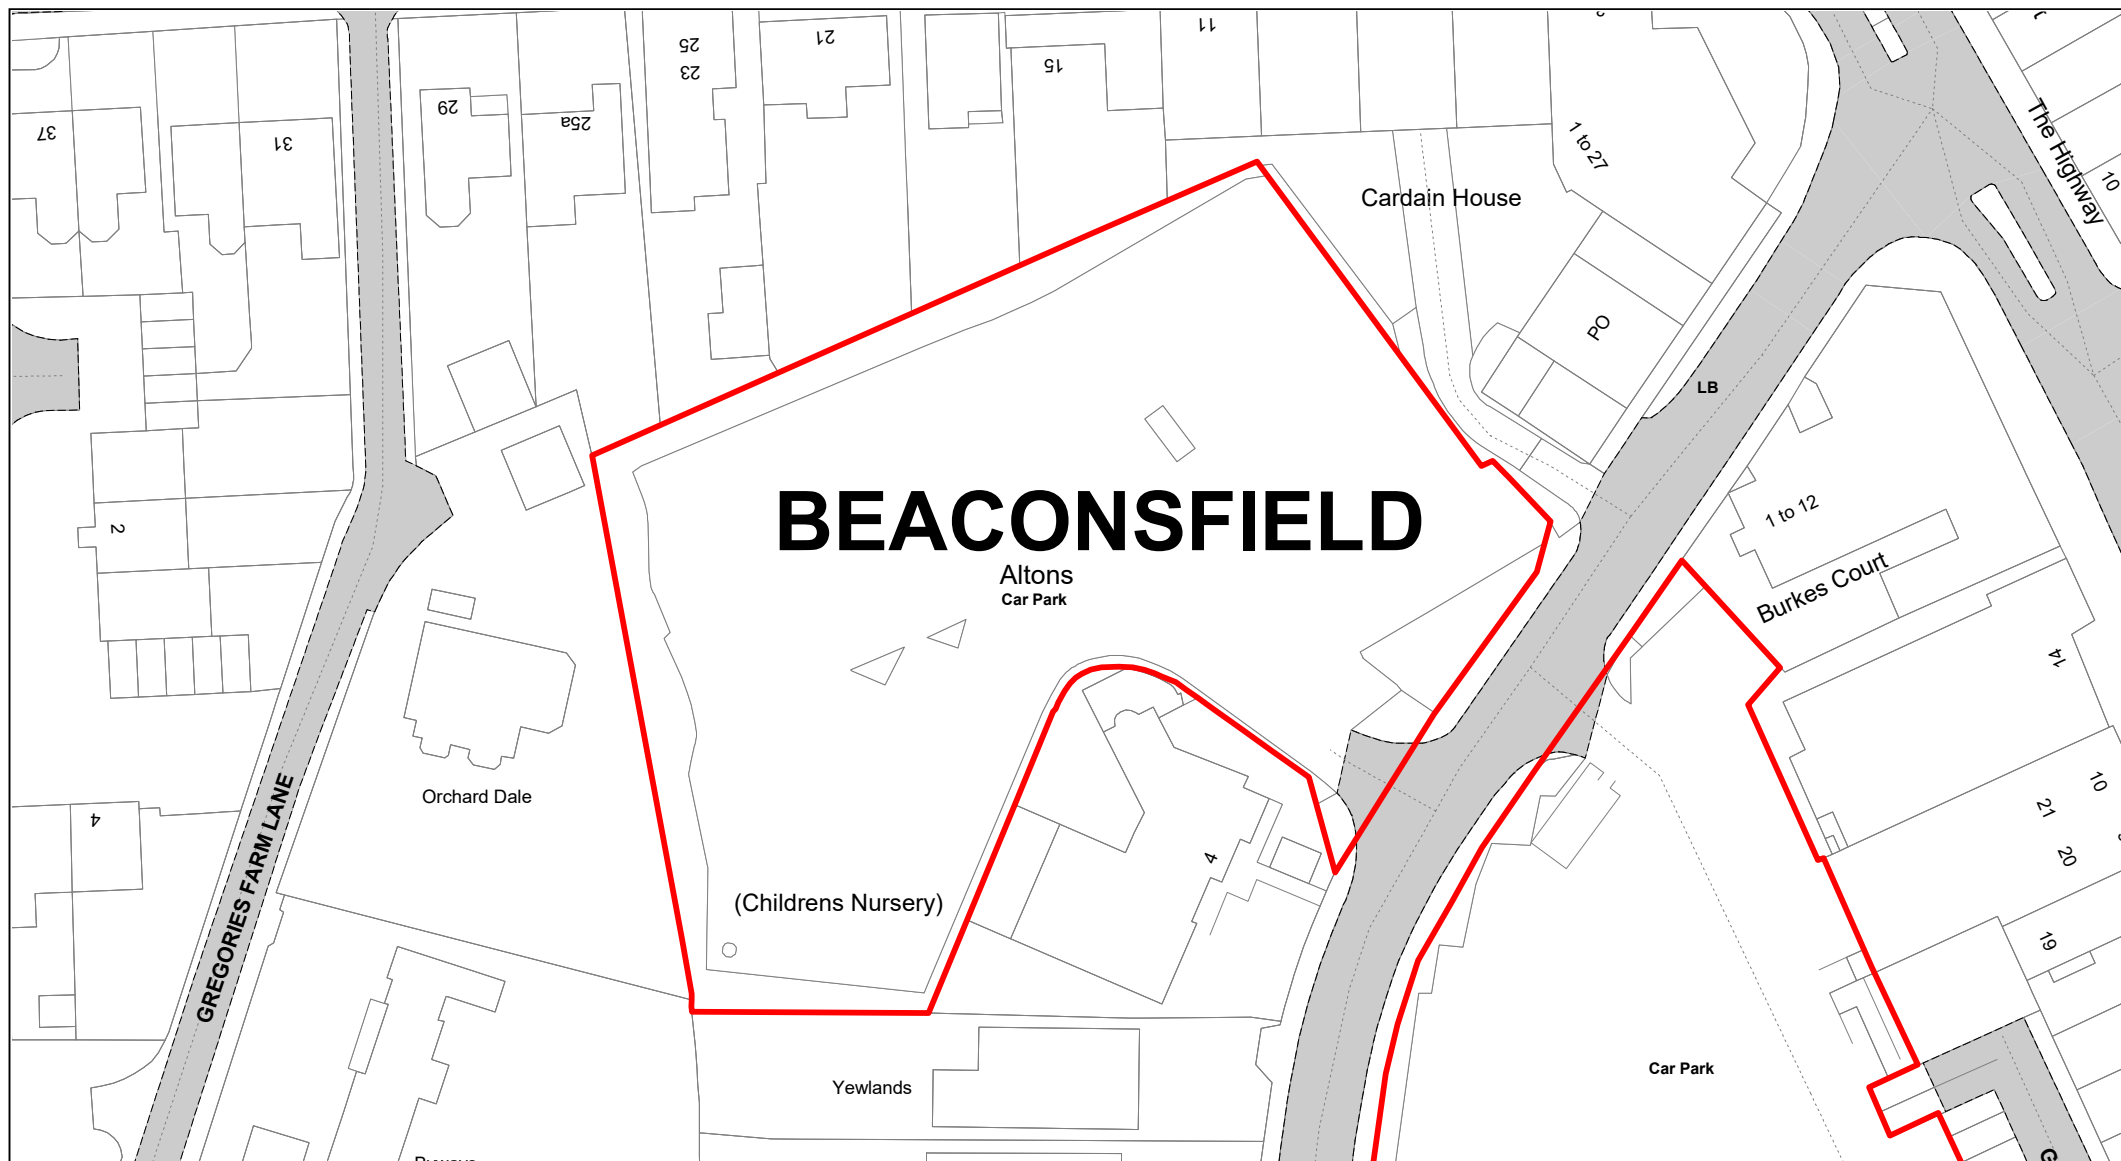 11
25
23
21
15
29
25a
37
31
1 to 27
The Highway
10
Cardain House
PO
LB
2
BEACONSFIELD
Altons
Car Park
1 to 12
Burkes Court
14
GREGORIES FARM LANE
Orchard Dale
4
4
(Childrens Nursery)
10
21
20
19
Yewlands
Car Park
G